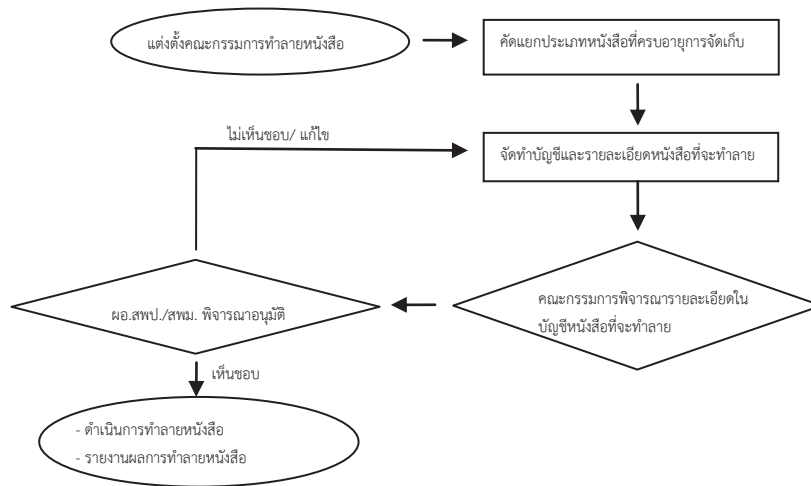 แต่งตั้งคณะกรรมการทำลายหนังสือ
คัดแยกประเภทหนังสือที่ครบอายุการจัดเก็บ
ไม่เห็นชอบ/ แก้ไข
จัดทำบัญชีและรายละเอียดหนังสือที่จะทำลาย
คณะกรรมการพิจารณารายละเอียดใน
บัญชีหนังสือที่จะทำลาย
ผอ.สพป./สพม. พิจารณาอนุมัติ
เห็นชอบ
- ดำเนินการทำลายหนังสือ
- รายงานผลการทำลายหนังสือ